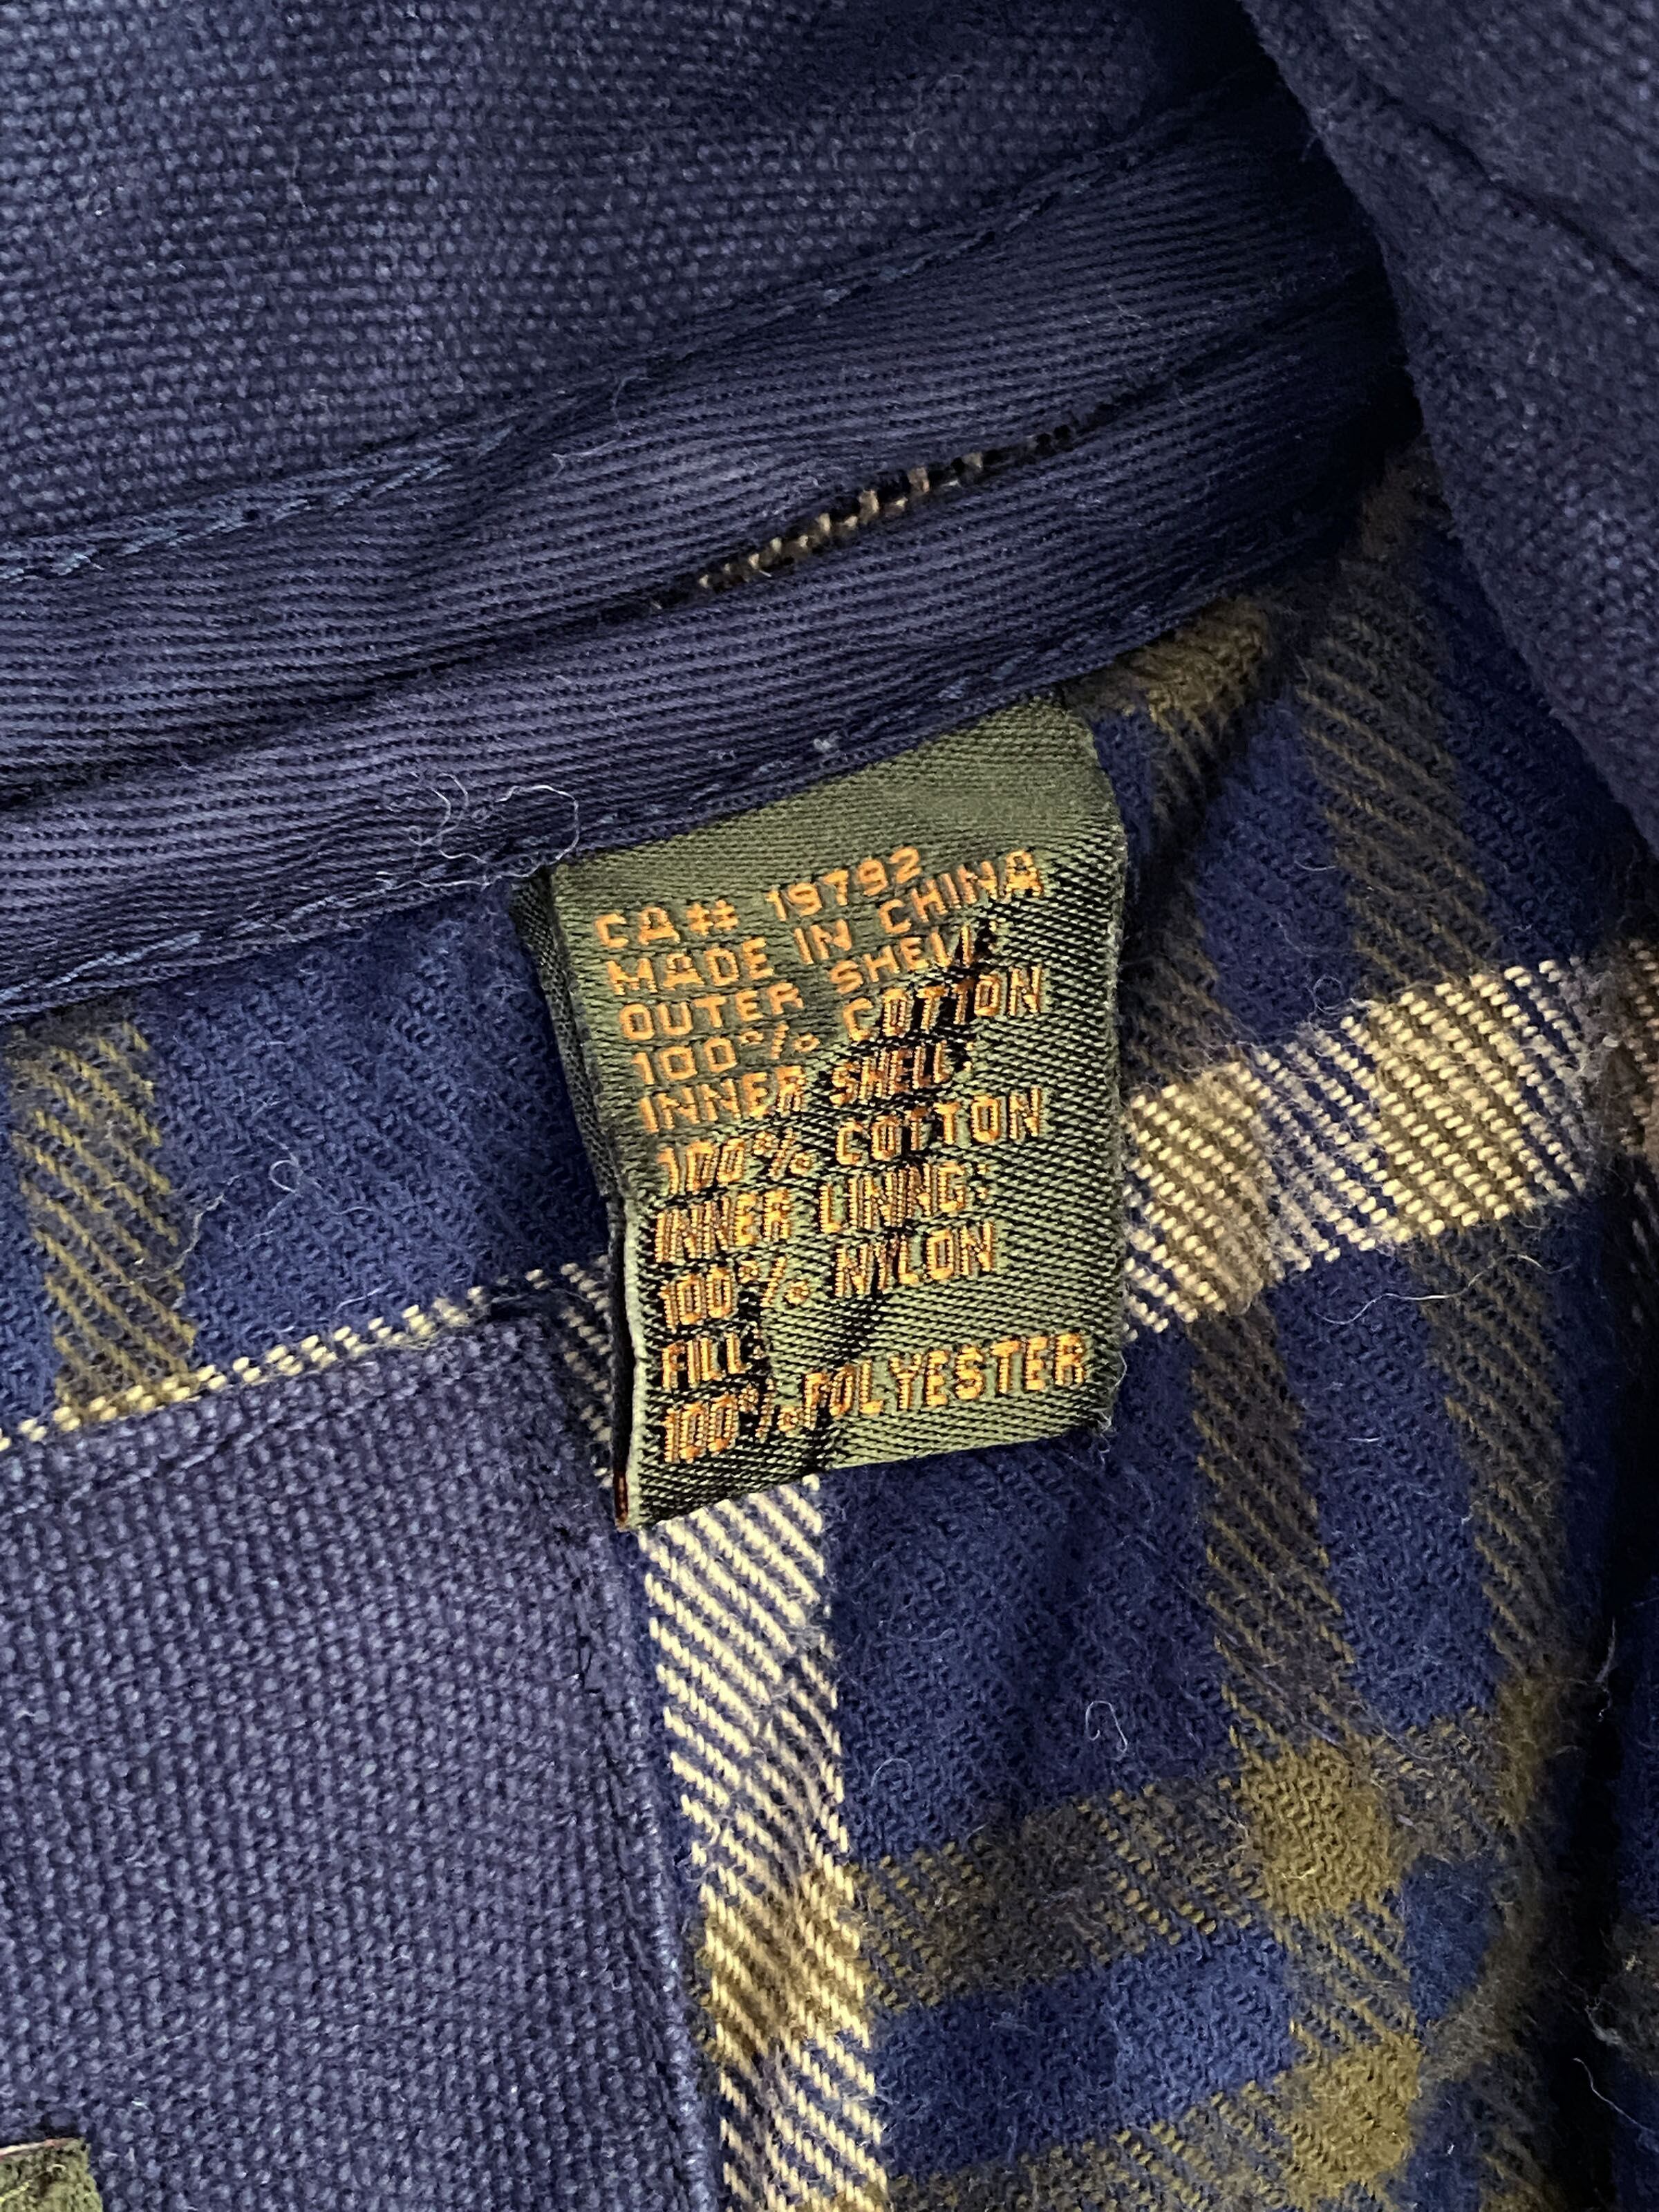 CA# 19792
MADE IN CHINA
OUTER SHELL:
100% COTTON
INNER SHELL:
100% COTTON
INNER LINING:
100% NYLON
FILL:
100% POLYESTER